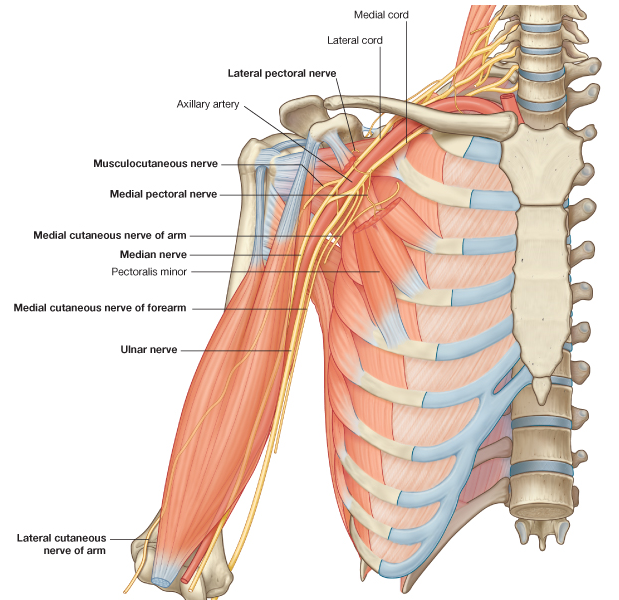 Medial cord
Lateral cord
Lateral pectoral nerve
Axillary artery
Musculocutaneous nerve
Medial pectoral nerve
Medial cutaneous nerve of arm
Median nerve
Pectoralis minor
Medial cutaneous nerve of forearm
Ulnar nerve
Lateral cutaneous
nerve of arm